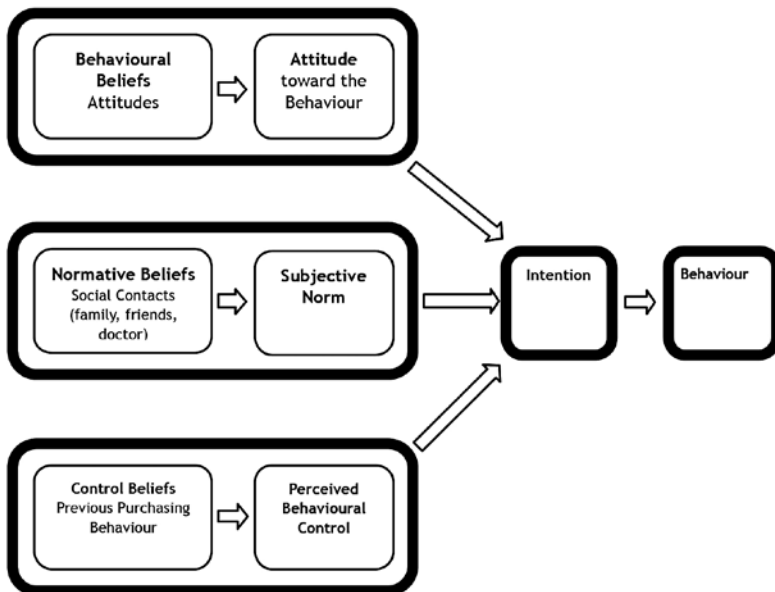 Behavioural
Beliefs
Attitudes
Attitude
toward the
Behaviour
Normative Beliefs
Social Contacts
(family, friends,
doctor)
Subjective
Norm
Intention
Behaviour
Control Beliefs
Previous Purchasing
Behaviour
Perceived
Behavioural
Control